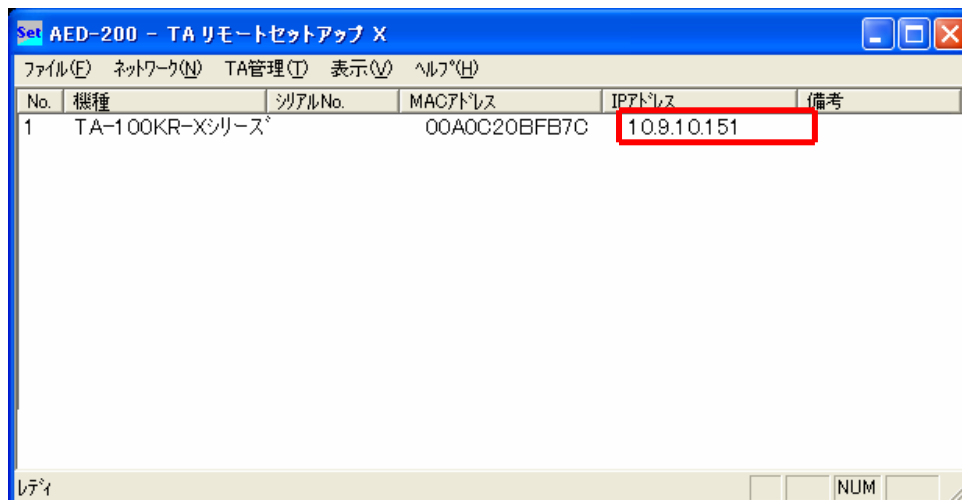 Set AED-200 - TA リモートセットアップ X
ファイル(F) ネットワーク(N) TA管理(T) 表示(V) ヘルプ(H)
No. 機種 シリアルNo. MACアドレス IPアドレス 備考
1 TA-100KR-Xシリーズ 00A0C20BFB7C 10.9.10.151
レディ NUM